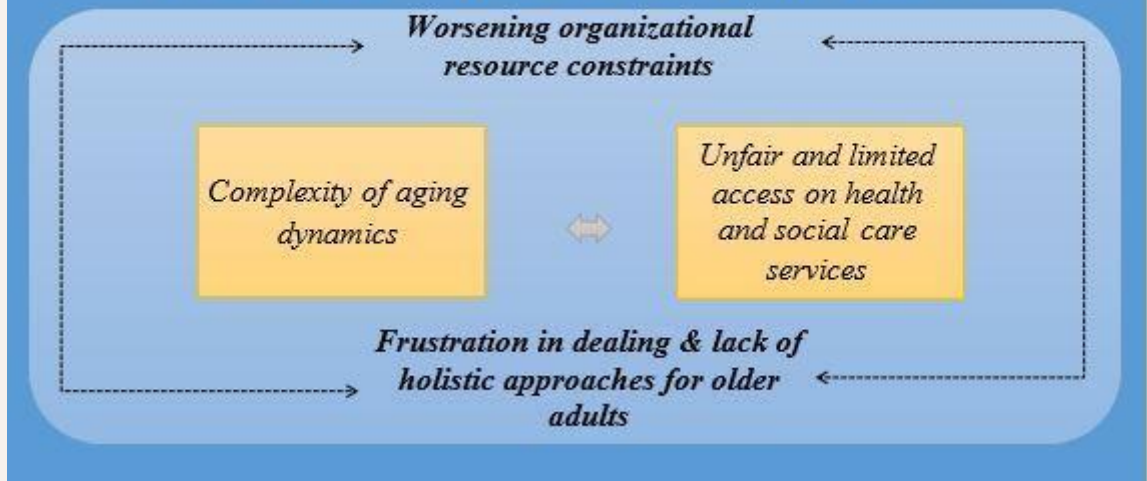 Worsening organizational
resource constraints
Complexity of aging
dynamics
Unfair and limited
access on health
and social care
services
Frustration in dealing & lack of
holistic approaches for older
adults